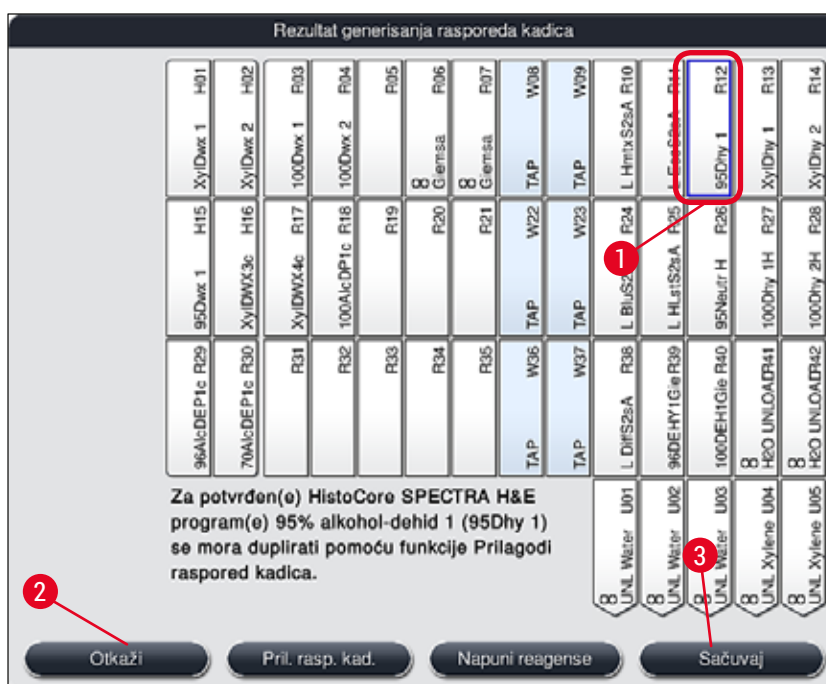 Rezultat generisanja rasporeda kadica
XylDwx 1 H01
XylDwx 2 H02
100Dwx 1 R03
100Dwx 2 R04
R05
∞ Giemsa R06
∞ Giemsa R07
TAP W08
TAP W09
L HmtxS2sA R10
L EosS2sA R11
95Dhy 1 R12
XylDhy 1 R13
XylDhy 2 R14
95Dwx 1 H15
XylDWX3c H16
XylDWX4c R17
100AlcDP1c R18
R19
R20
R21
TAP W22
TAP W23
L BluS2 R24
L HLstS2sA R25
95Neutr H R26
100Dhy 1H R27
100Dhy 2H R28
1
96AlcDEP1c R29
70AlcDEP1c R30
R31
R32
R33
R34
R35
TAP W36
TAP W37
L DiffS2sA R38
96DEHY1Gie R39
100DEH1Gie R40
∞ H2O UNLOAD R41
∞ H2O UNLOAD R42
Za potvrđen(e) HistoCore SPECTRA H&E
program(e) 95% alkohol-dehid 1 (95Dhy 1)
se mora duplirati pomoću funkcije Prilagodi
raspored kadica.
∞ UNL Water U01
∞ UNL Water U02
∞ UNL Water U03
∞ UNL Xylene U04
∞ UNL Xylene U05
2
3
Otkaži
Pril. rasp. kad.
Napuni reagense
Sačuvaj